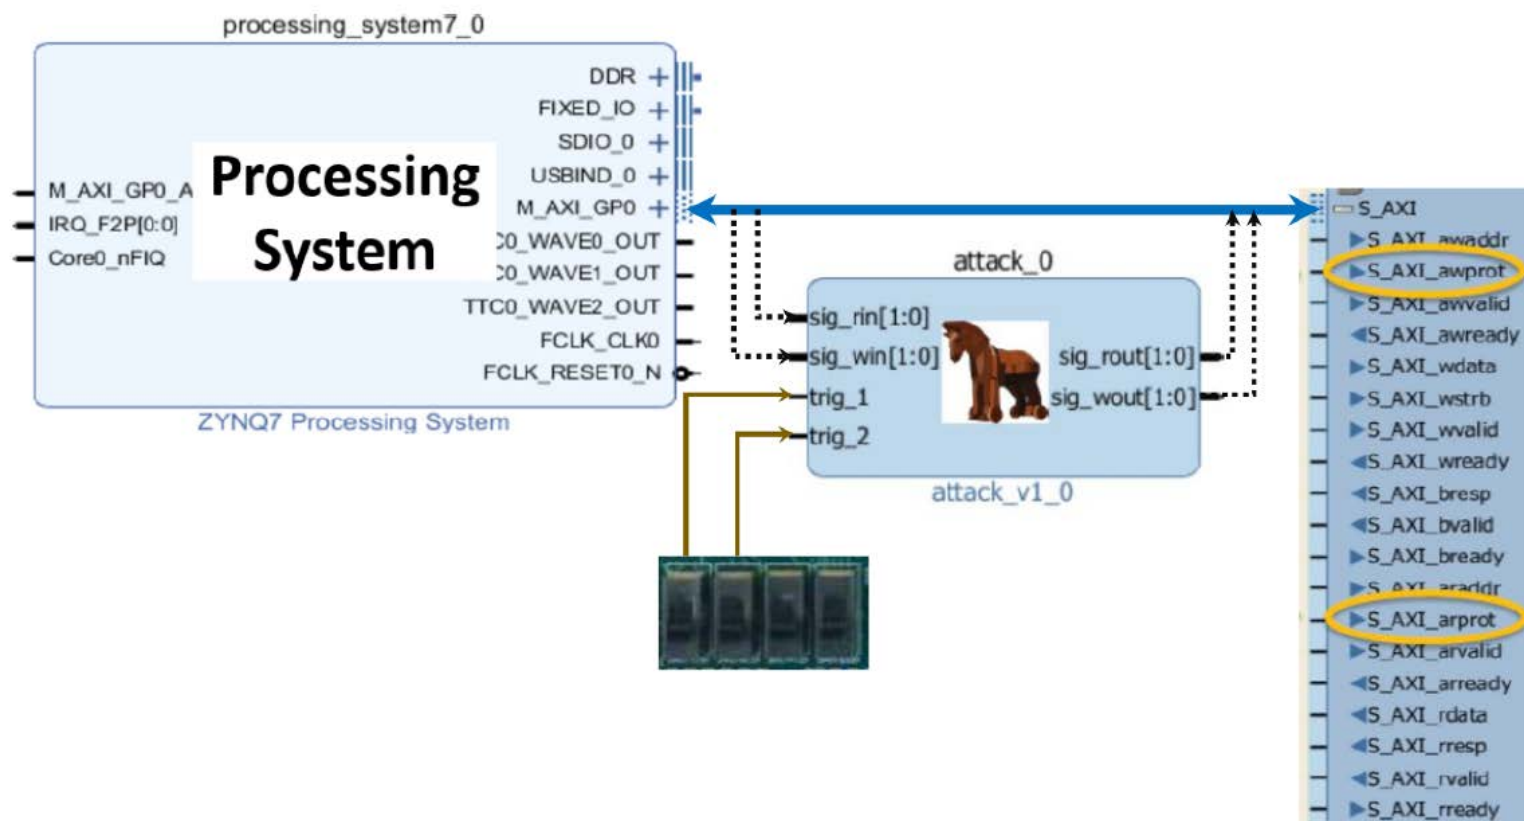 processing_system7_0
DDR
FIXED_IO
SDIO_0
USBIND_0
M_AXI_GP0
C0_WAVE0_OUT
C0_WAVE1_OUT
TTC0_WAVE2_OUT
FCLK_CLK0
FCLK_RESET0_N
M_AXI_GP0_A
IRQ_F2P[0:0]
Core0_nFIQ
Processing
System
ZYNQ7 Processing System
attack_0
sig_rin[1:0]
sig_win[1:0]
trig_1
trig_2
sig_rout[1:0]
sig_wout[1:0]
attack_v1_0
S_AXI
S_AXI_awaddr
S_AXI_awprot
S_AXI_awvalid
S_AXI_awready
S_AXI_wdata
S_AXI_wstrb
S_AXI_wvalid
S_AXI_wready
S_AXI_bresp
S_AXI_bvalid
S_AXI_bready
S_AXI_araddr
S_AXI_arprot
S_AXI_arvalid
S_AXI_arready
S_AXI_rdata
S_AXI_rresp
S_AXI_rvalid
S_AXI_rready